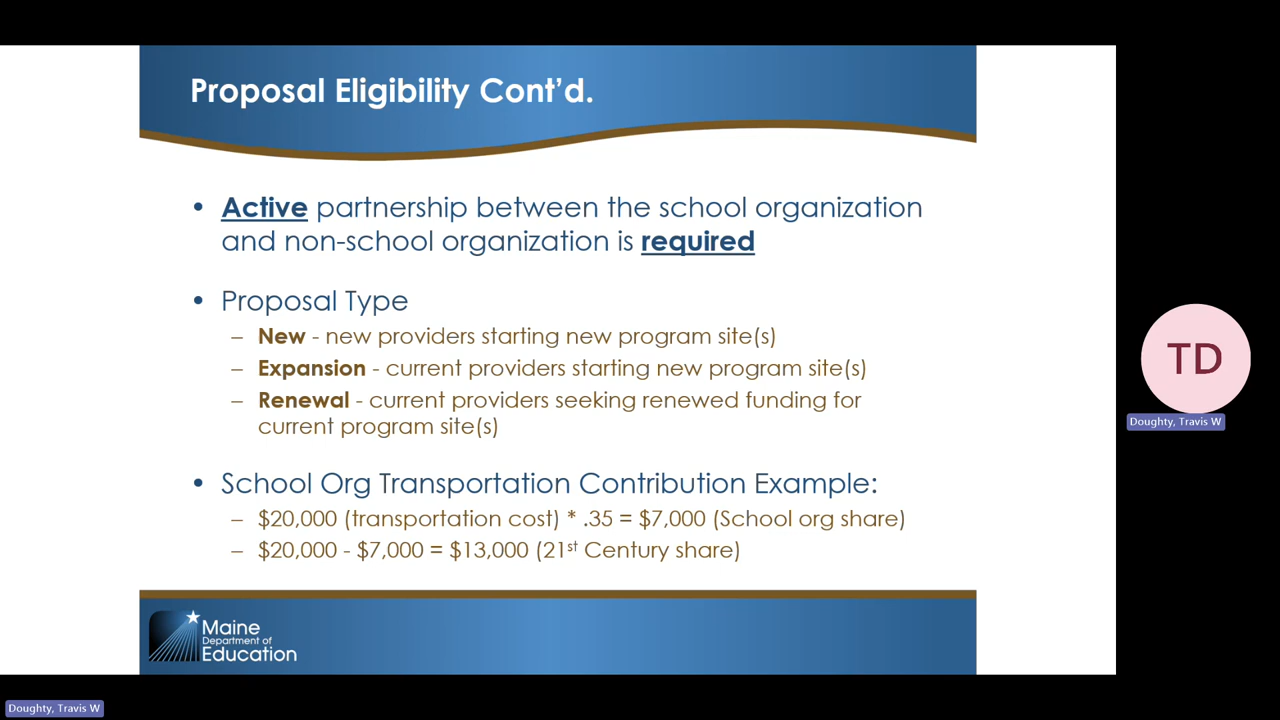 Proposal Eligibility Cont’d.
• Active partnership between the school organization
and non-school organization is required
• Proposal Type
– New - new providers starting new program site(s)
– Expansion - current providers starting new program site(s)
– Renewal - current providers seeking renewed funding for
current program site(s)
• School Org Transportation Contribution Example:
– $20,000 (transportation cost) * .35 = $7,000 (School org share)
– $20,000 - $7,000 = $13,000 (21st Century share)
Maine
Department of
Education
TD
Doughty, Travis W
Doughty, Travis W